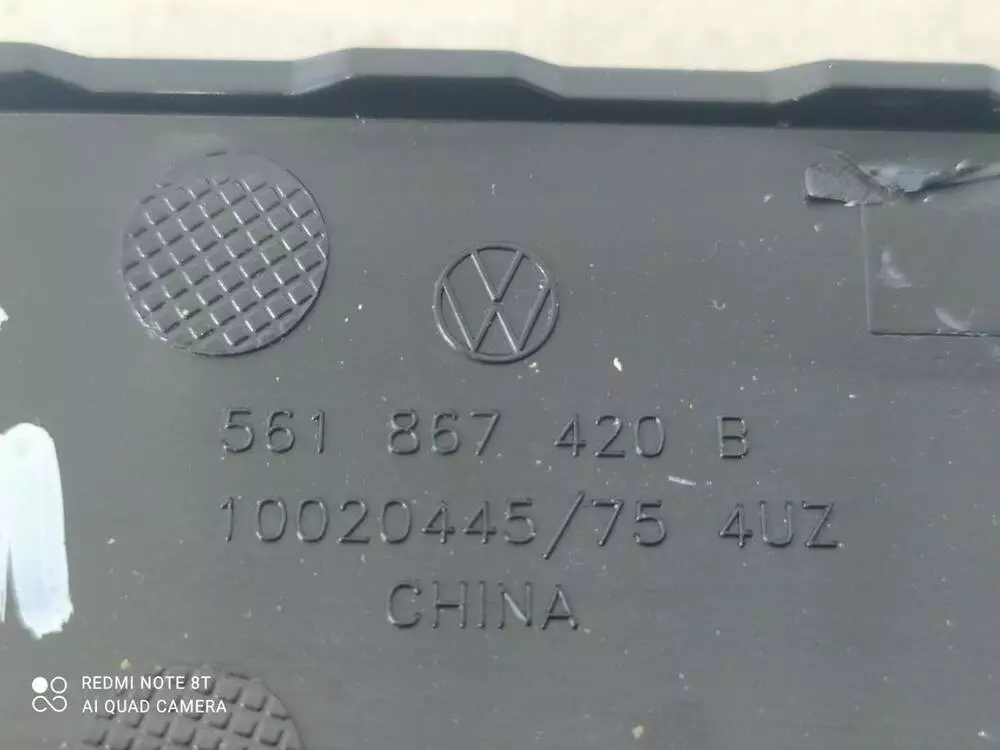 561 867 420 B
10020445/75 4UZ
CHINA
REDMI NOTE 8T
AI QUAD CAMERA